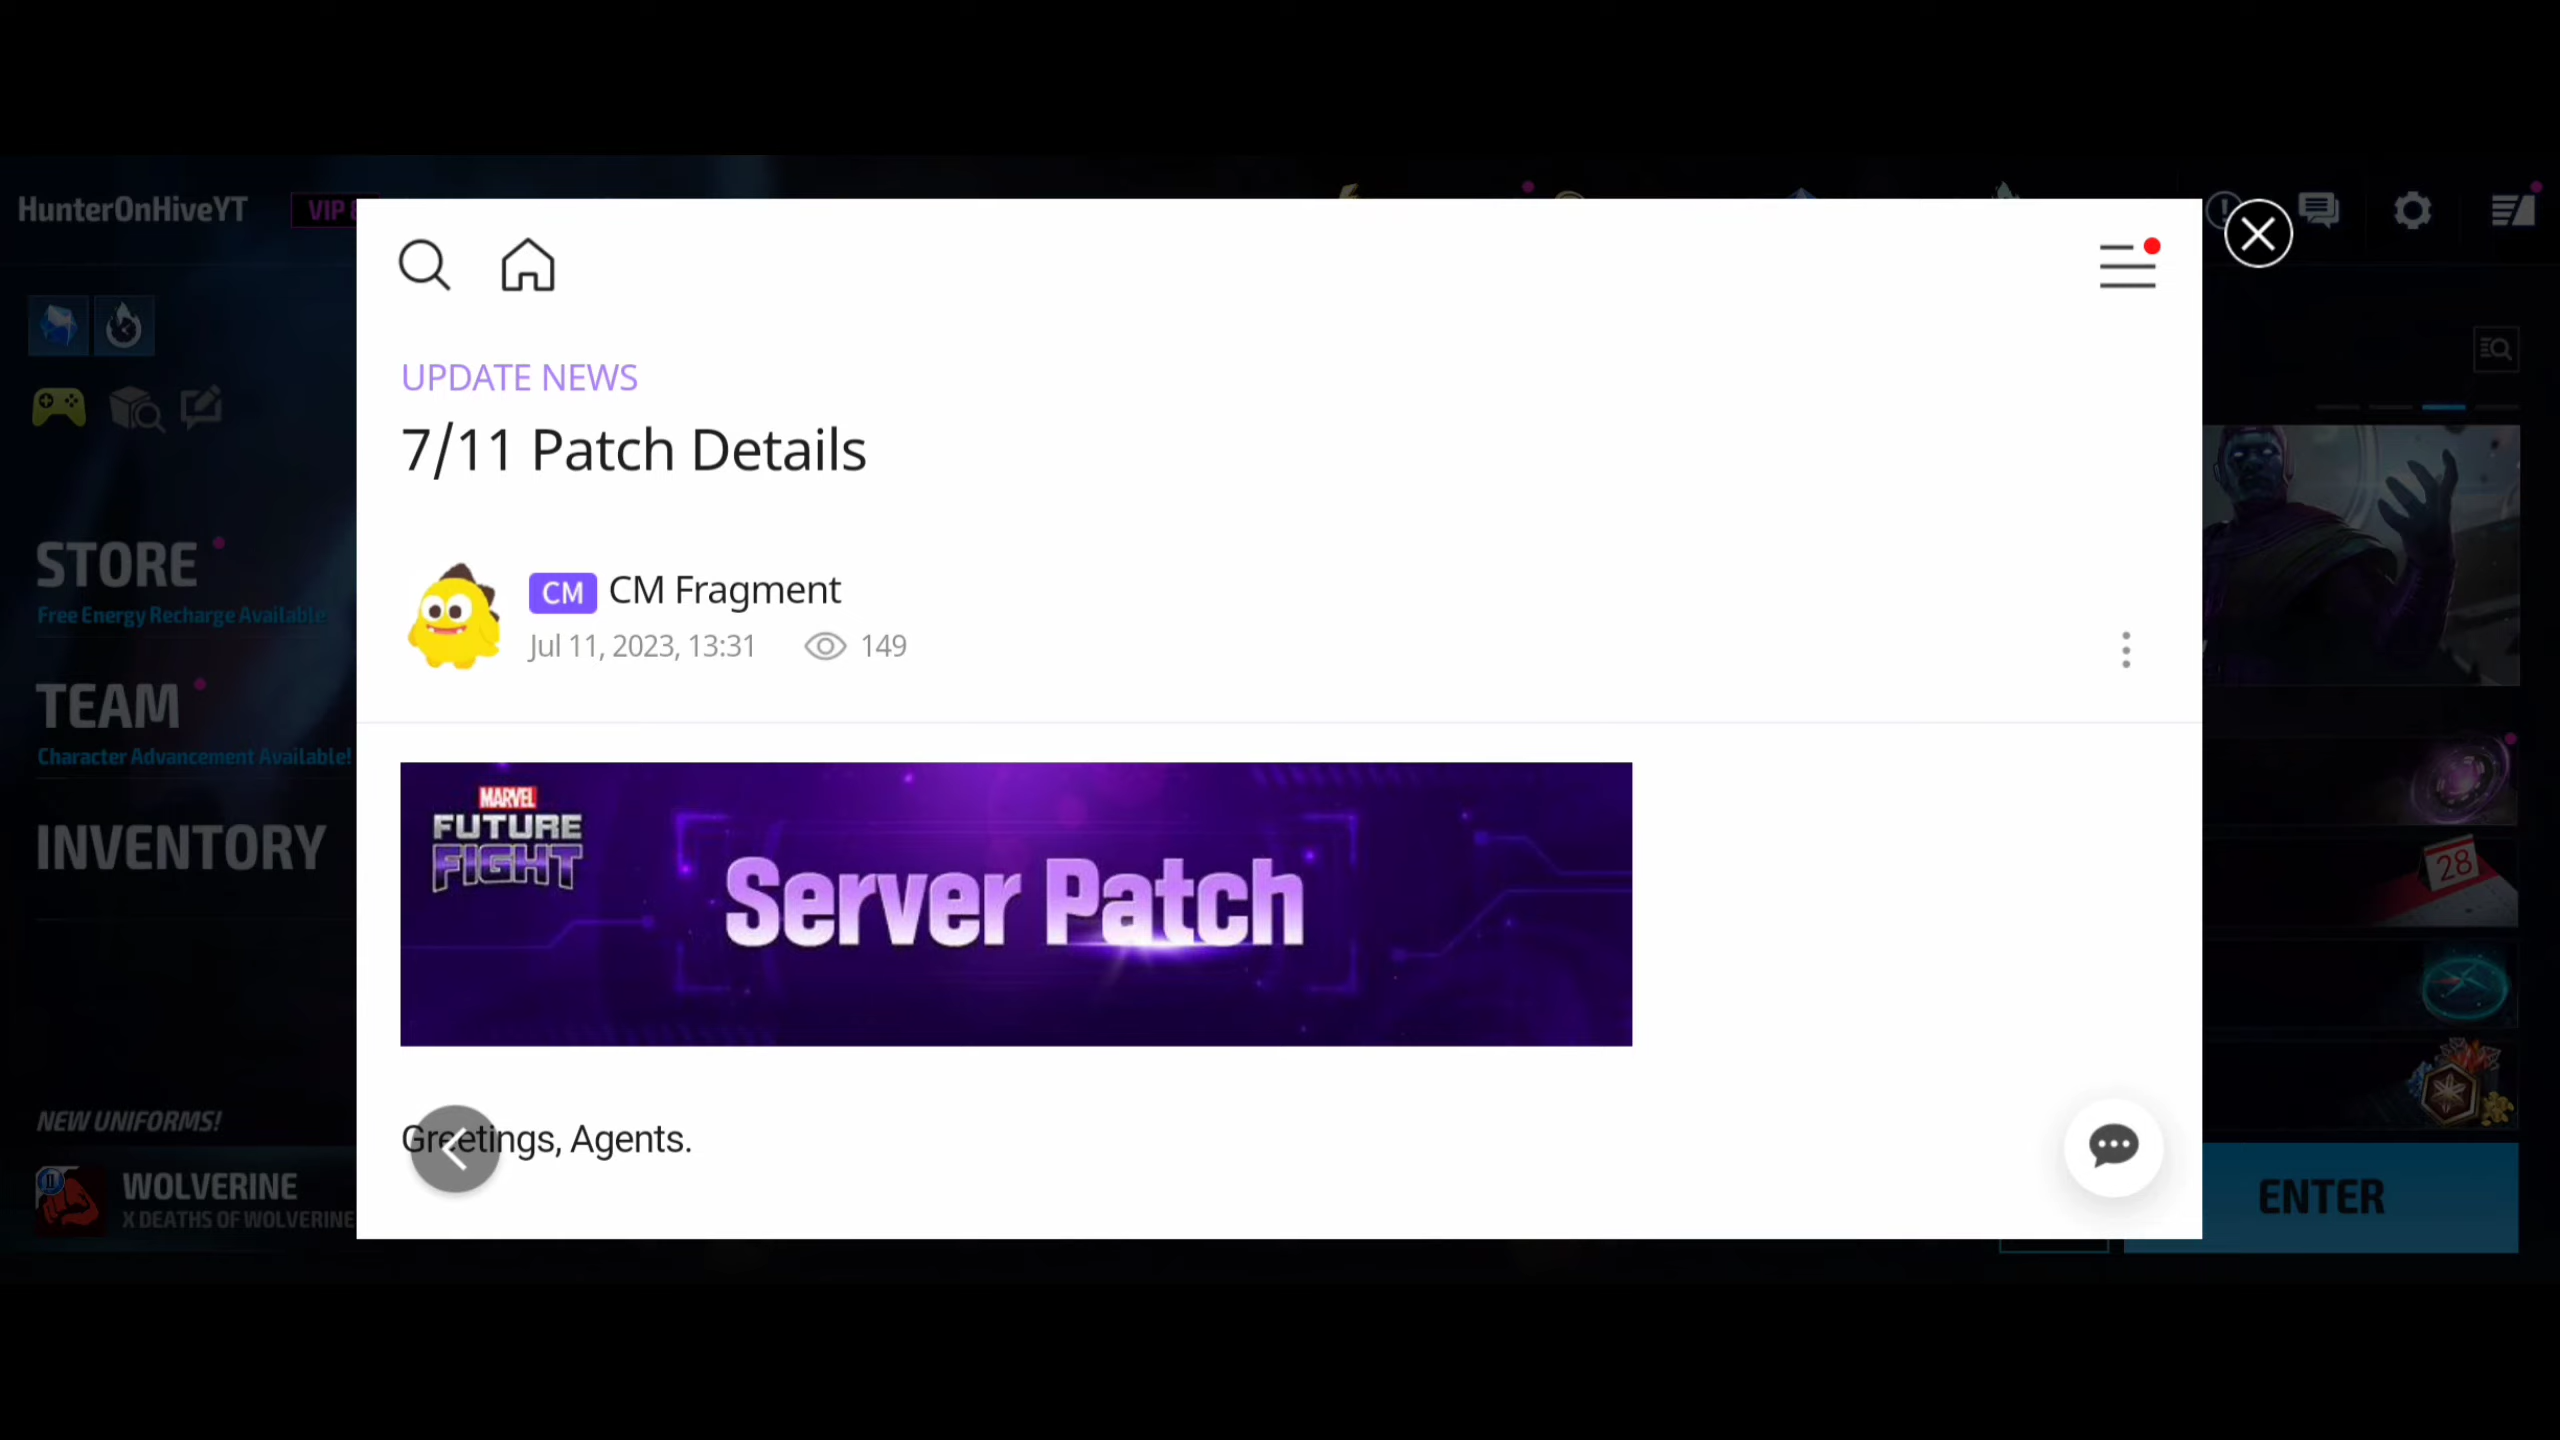 HunterOnHiveYT
VIP
UPDATE NEWS
7/11 Patch Details
CM CM Fragment
Jul 11, 2023, 13:31 149
MARVEL
FUTURE
FIGHT
Server Patch
Greetings, Agents.
STORE
Free Energy Recharge Available
TEAM
Character Advancement Available!
INVENTORY
NEW UNIFORMS!
WOLVERINE
X DEATHS OF WOLVERINE
28
ENTER